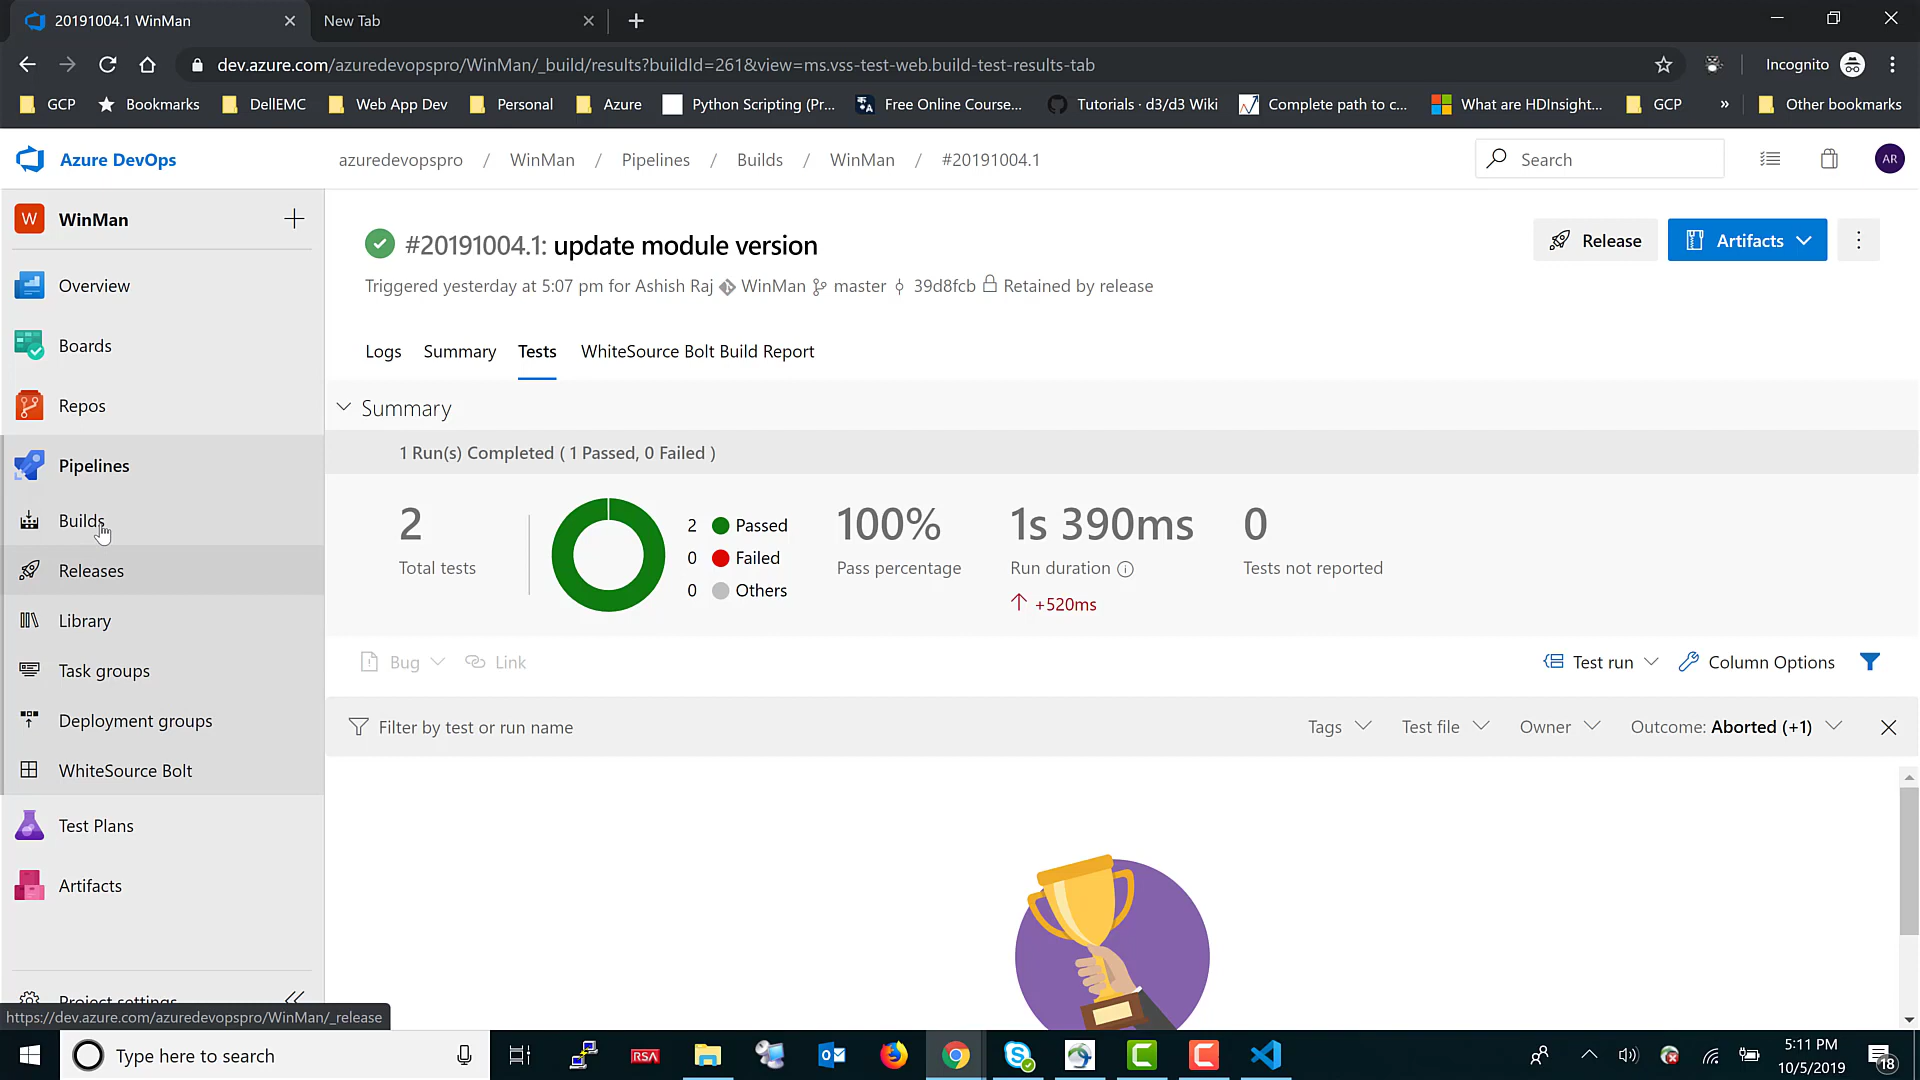 20191004.1 WinMan
New Tab
dev.azure.com/azuredevopspro/WinMan/_build/results?buildId=261&view=ms.vss-test-web.build-test-results-tab
Incognito
GCP
Bookmarks
DellEMC
Web App Dev
Personal
Azure
Python Scripting (Pr...
Free Online Course...
Tutorials · d3/d3 Wiki
Complete path to c...
What are HDInsight...
GCP
»
Other bookmarks
Azure DevOps
azuredevopspro / WinMan / Pipelines / Builds / WinMan / #20191004.1
Search
AR
W WinMan
Overview
Boards
Repos
Pipelines
Builds
Releases
Library
Task groups
Deployment groups
WhiteSource Bolt
Test Plans
Artifacts
Project settings
https://dev.azure.com/azuredevopspro/WinMan/_release
#20191004.1: update module version
Triggered yesterday at 5:07 pm for Ashish Raj WinMan master 39d8fcb Retained by release
Release
Artifacts
Logs Summary Tests WhiteSource Bolt Build Report
Summary
1 Run(s) Completed ( 1 Passed, 0 Failed )
2
Total tests
2 Passed
0 Failed
0 Others
100%
Pass percentage
1s 390ms
Run duration
+520ms
0
Tests not reported
Bug Link
Test run Column Options
Filter by test or run name
Tags Test file Owner Outcome: Aborted (+1)
Type here to search
RSA
5:11 PM
10/5/2019
18